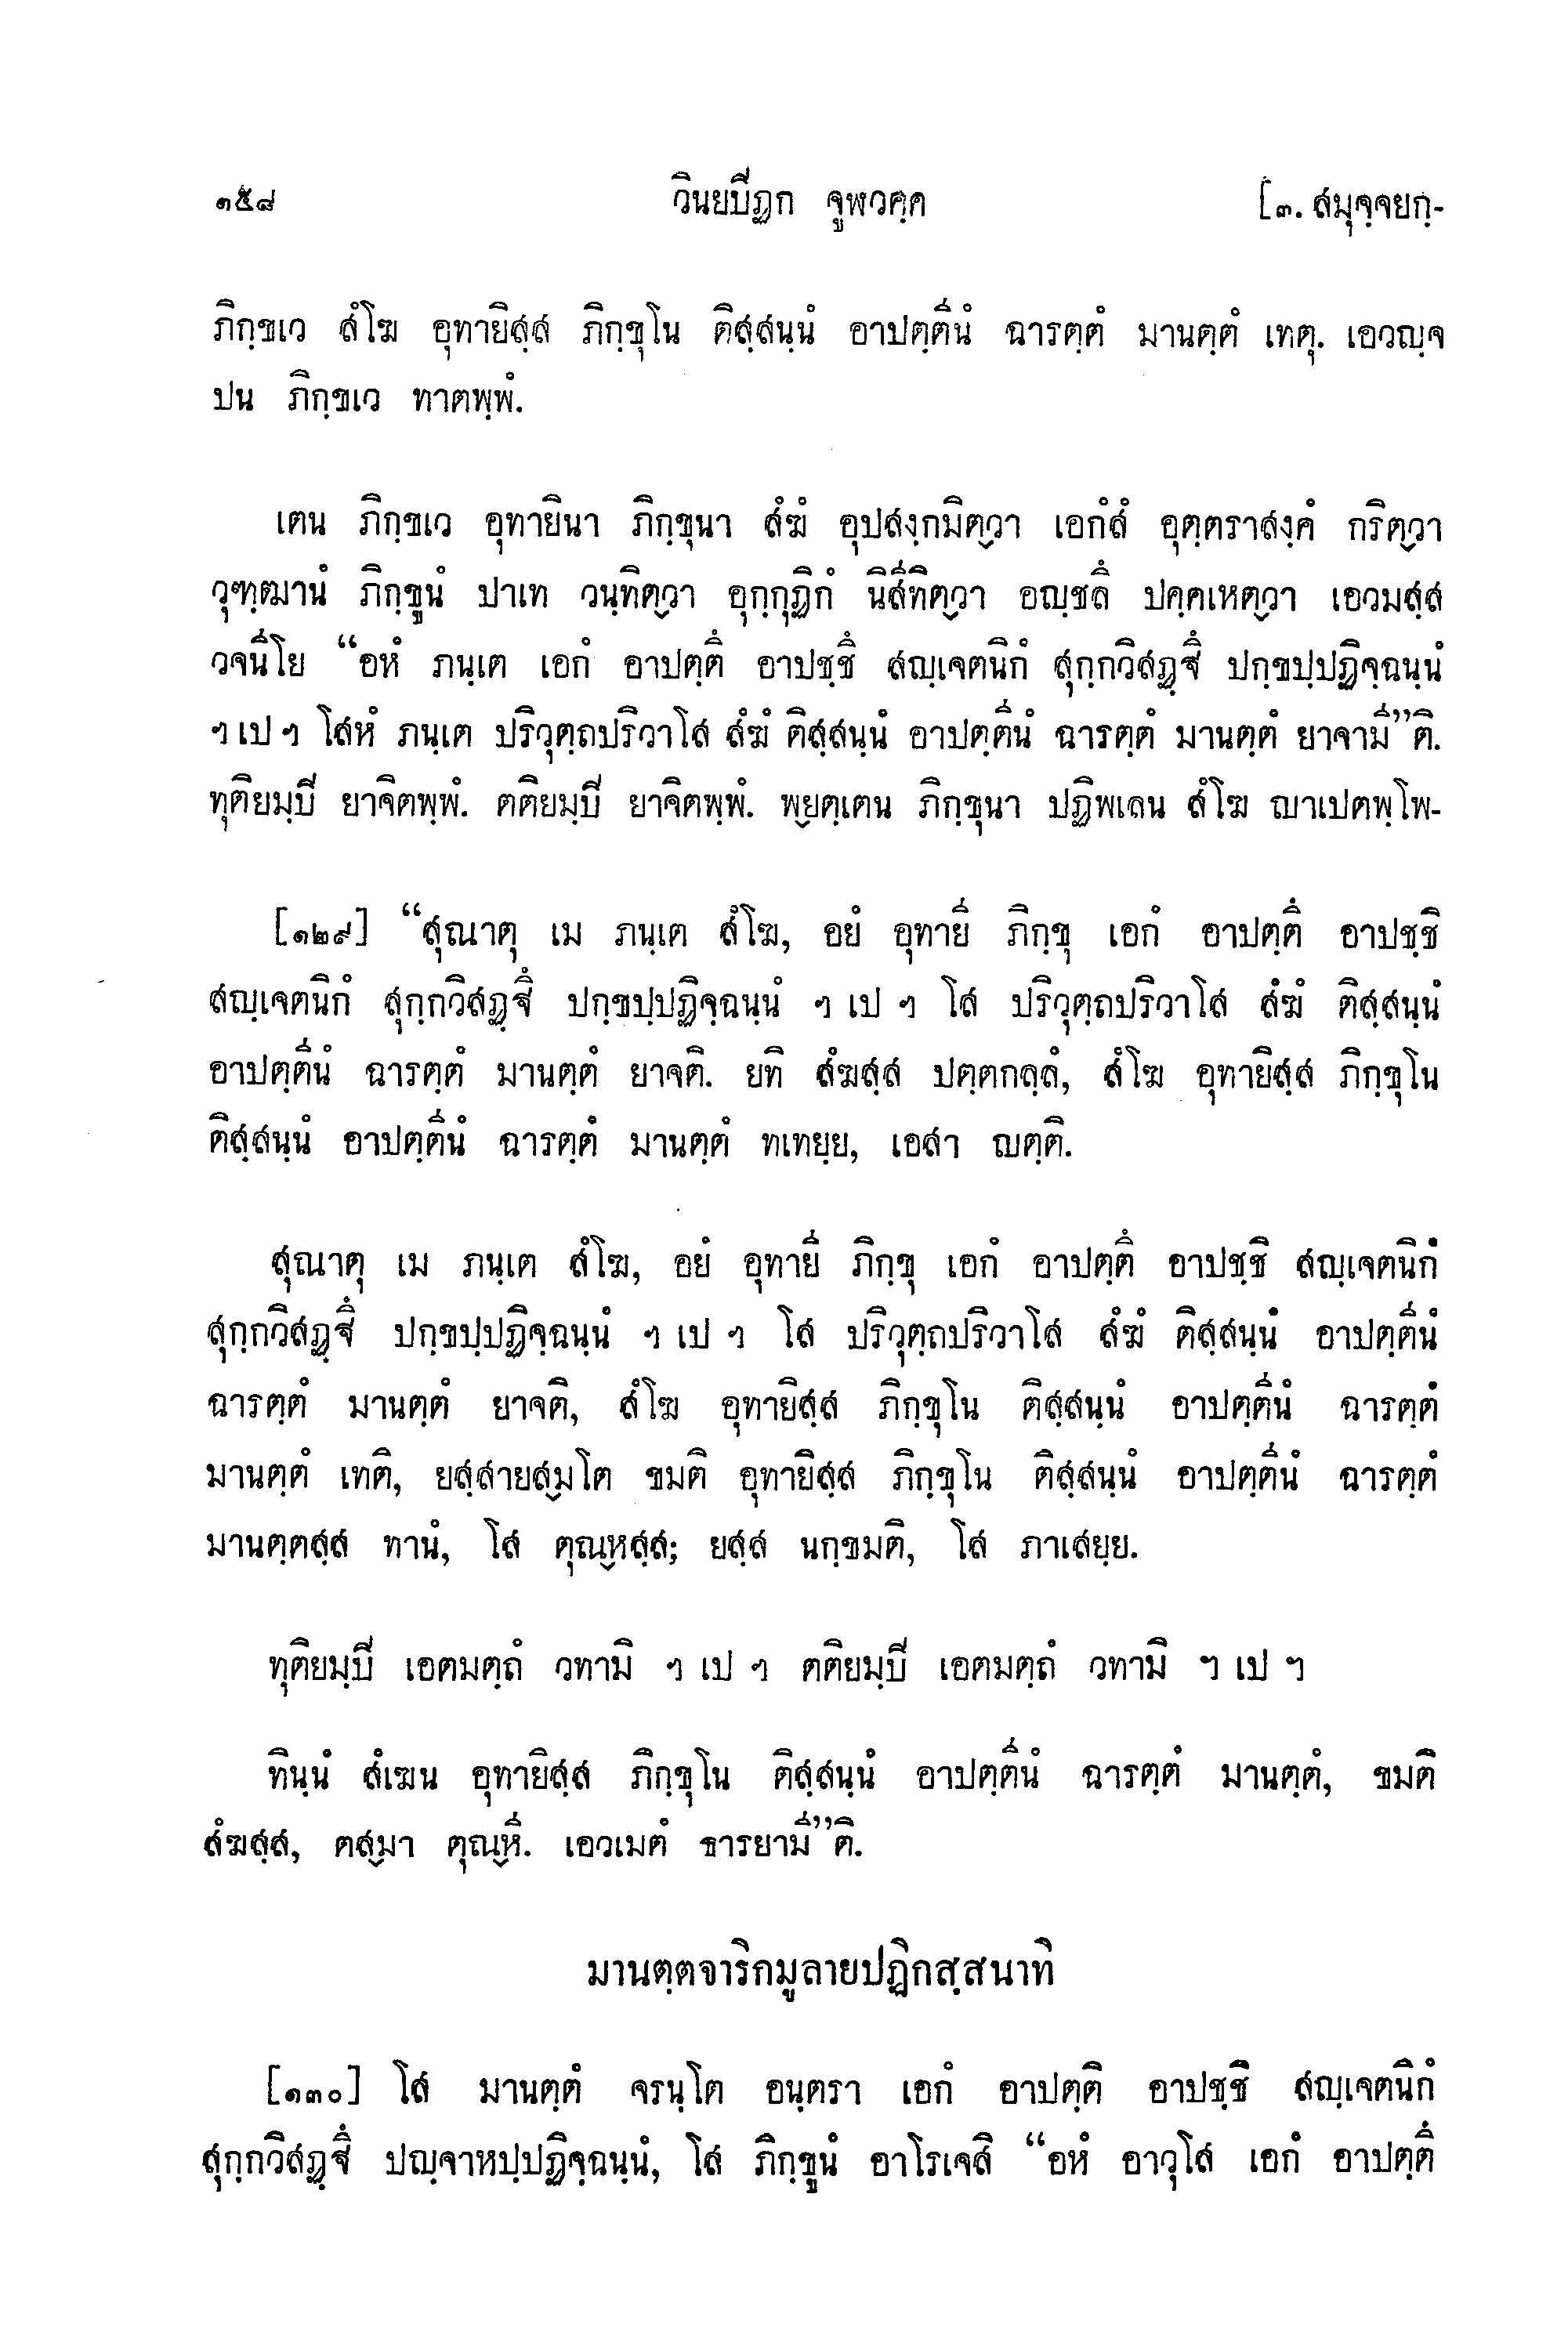 ๑๕๘ วินยปีฏก จูฬวคฺค [๓. สมุจฺจยกฺ-
ภิกฺขเว สํโฆ อุทายิสฺส ภิกฺขุโน ติสฺสนฺนํ อาปตฺตีนํ ฉารตฺตํ มานตฺตํ เทตุ. เอวญฺจ
ปน ภิกฺขเว ทาตพฺพํ.
เตน ภิกฺขเว อุทายินา ภิกฺขุนา สํฆํ อุปสงฺกมิตฺวา เอกํสํ อุตฺตราสงฺคํ กริตฺวา
วุฑฺฒานํ ภิกฺขูนํ ปาเท วนฺทิตฺวา อุกฺกุฏิกํ นิสีทิตฺวา อญฺชลึ ปคฺคเหตฺวา เอวมสฺส
วจนีโย “อหํ ภนฺเต เอกํ อาปตฺตึ อาปชฺชึ สญฺเจตนิกํ สุกฺกวิสฏฺฐึ ปกฺขปฺปฏิจฺฉนฺนํ
ฯ เป ฯ โสหํ ภนฺเต ปริวุตฺถปริวาโส สํฆํ ติสฺสนฺนํ อาปตฺตีนํ ฉารตฺตํ มานตฺตํ ยาจามี”ติ.
ทุติยมฺปี ยาจิตพฺพํ. ตติยมฺปี ยาจิตพฺพํ. พฺยตฺเตน ภิกฺขุนา ปฏิพเลน สํโฆ ญาเปตพฺโพ-
[๑๒๙] “สุณาตุ เม ภนฺเต สํโฆ, อยํ อุทายี ภิกฺขุ เอกํ อาปตฺตึ อาปชฺชิ
สญฺเจตนิกํ สุกฺกวิสฏฺฐึ ปกฺขปฺปฏิจฺฉนฺนํ ฯ เป ฯ โส ปริวุตฺถปริวาโส สํฆํ ติสฺสนฺนํ
อาปตฺตีนํ ฉารตฺตํ มานตฺตํ ยาจติ. ยทิ สํฆสฺส ปตฺตกลฺลํ, สํโฆ อุทายิสฺส ภิกฺขุโน
ติสฺสนฺนํ อาปตฺตีนํ ฉารตฺตํ มานตฺตํ ทเทยฺย, เอสา ญตฺติ.
สุณาตุ เม ภนฺเต สํโฆ, อยํ อุทายี ภิกฺขุ เอกํ อาปตฺตึ อาปชฺชิ สญฺเจตนิกํ
สุกฺกวิสฏฺฐึ ปกฺขปฺปฏิจฺฉนฺนํ ฯ เป ฯ โส ปริวุตฺถปริวาโส สํฆํ ติสฺสนฺนํ อาปตฺตีนํ
ฉารตฺตํ มานตฺตํ ยาจติ, สํโฆ อุทายิสฺส ภิกฺขุโน ติสฺสนฺนํ อาปตฺตีนํ ฉารตฺตํ
มานตฺตํ เทติ, ยสฺสายสฺมโต ขมติ อุทายิสฺส ภิกฺขุโน ติสฺสนฺนํ อาปตฺตีนํ ฉารตฺตํ
มานตฺตสฺส ทานํ, โส ตุณฺหสฺส; ยสฺส นกฺขมติ, โส ภาเสยฺย.
ทุติยมฺปี เอตมตฺถํ วทามิ ฯ เป ฯ ตติยมฺปี เอตมตฺถํ วทามิ ฯ เป ฯ
ทินฺนํ สํเฆน อุทายิสฺส ภิกฺขุโน ติสฺสนฺนํ อาปตฺตีนํ ฉารตฺตํ มานตฺตํ, ขมติ
สํฆสฺส, ตสฺมา ตุณฺหี. เอวเมตํ ธารยามี”ติ.
มานตฺตจาริกมูลายปฏิกสฺสนาทิ
[๑๓๐] โส มานตฺตํ จรนฺโต อนฺตรา เอกํ อาปตฺติ อาปชฺชิ สญฺเจตนิกํ
สุกฺกวิสฏฺฐึ ปญฺจาหปฺปฏิจฺฉนฺนํ, โส ภิกฺขูนํ อาโรเจสิ “อหํ อาวุโส เอกํ อาปตฺตึ